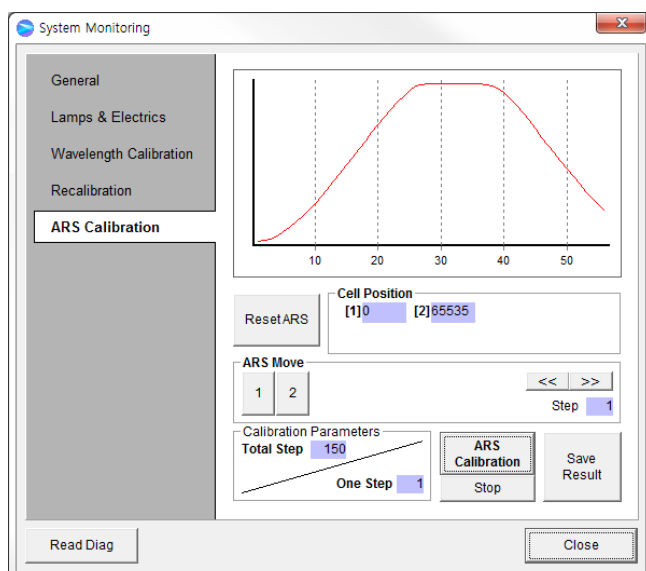 System Monitoring
General
Lamps & Electrics
Wavelength Calibration
Recalibration
ARS Calibration
10 20 30 40 50
Reset ARS
Cell Position
[1] 0 [2] 65535
ARS Move
1 2
<< >>
Step 1
Calibration Parameters
Total Step 150
One Step 1
ARS
Calibration
Stop
Save
Result
Read Diag
Close